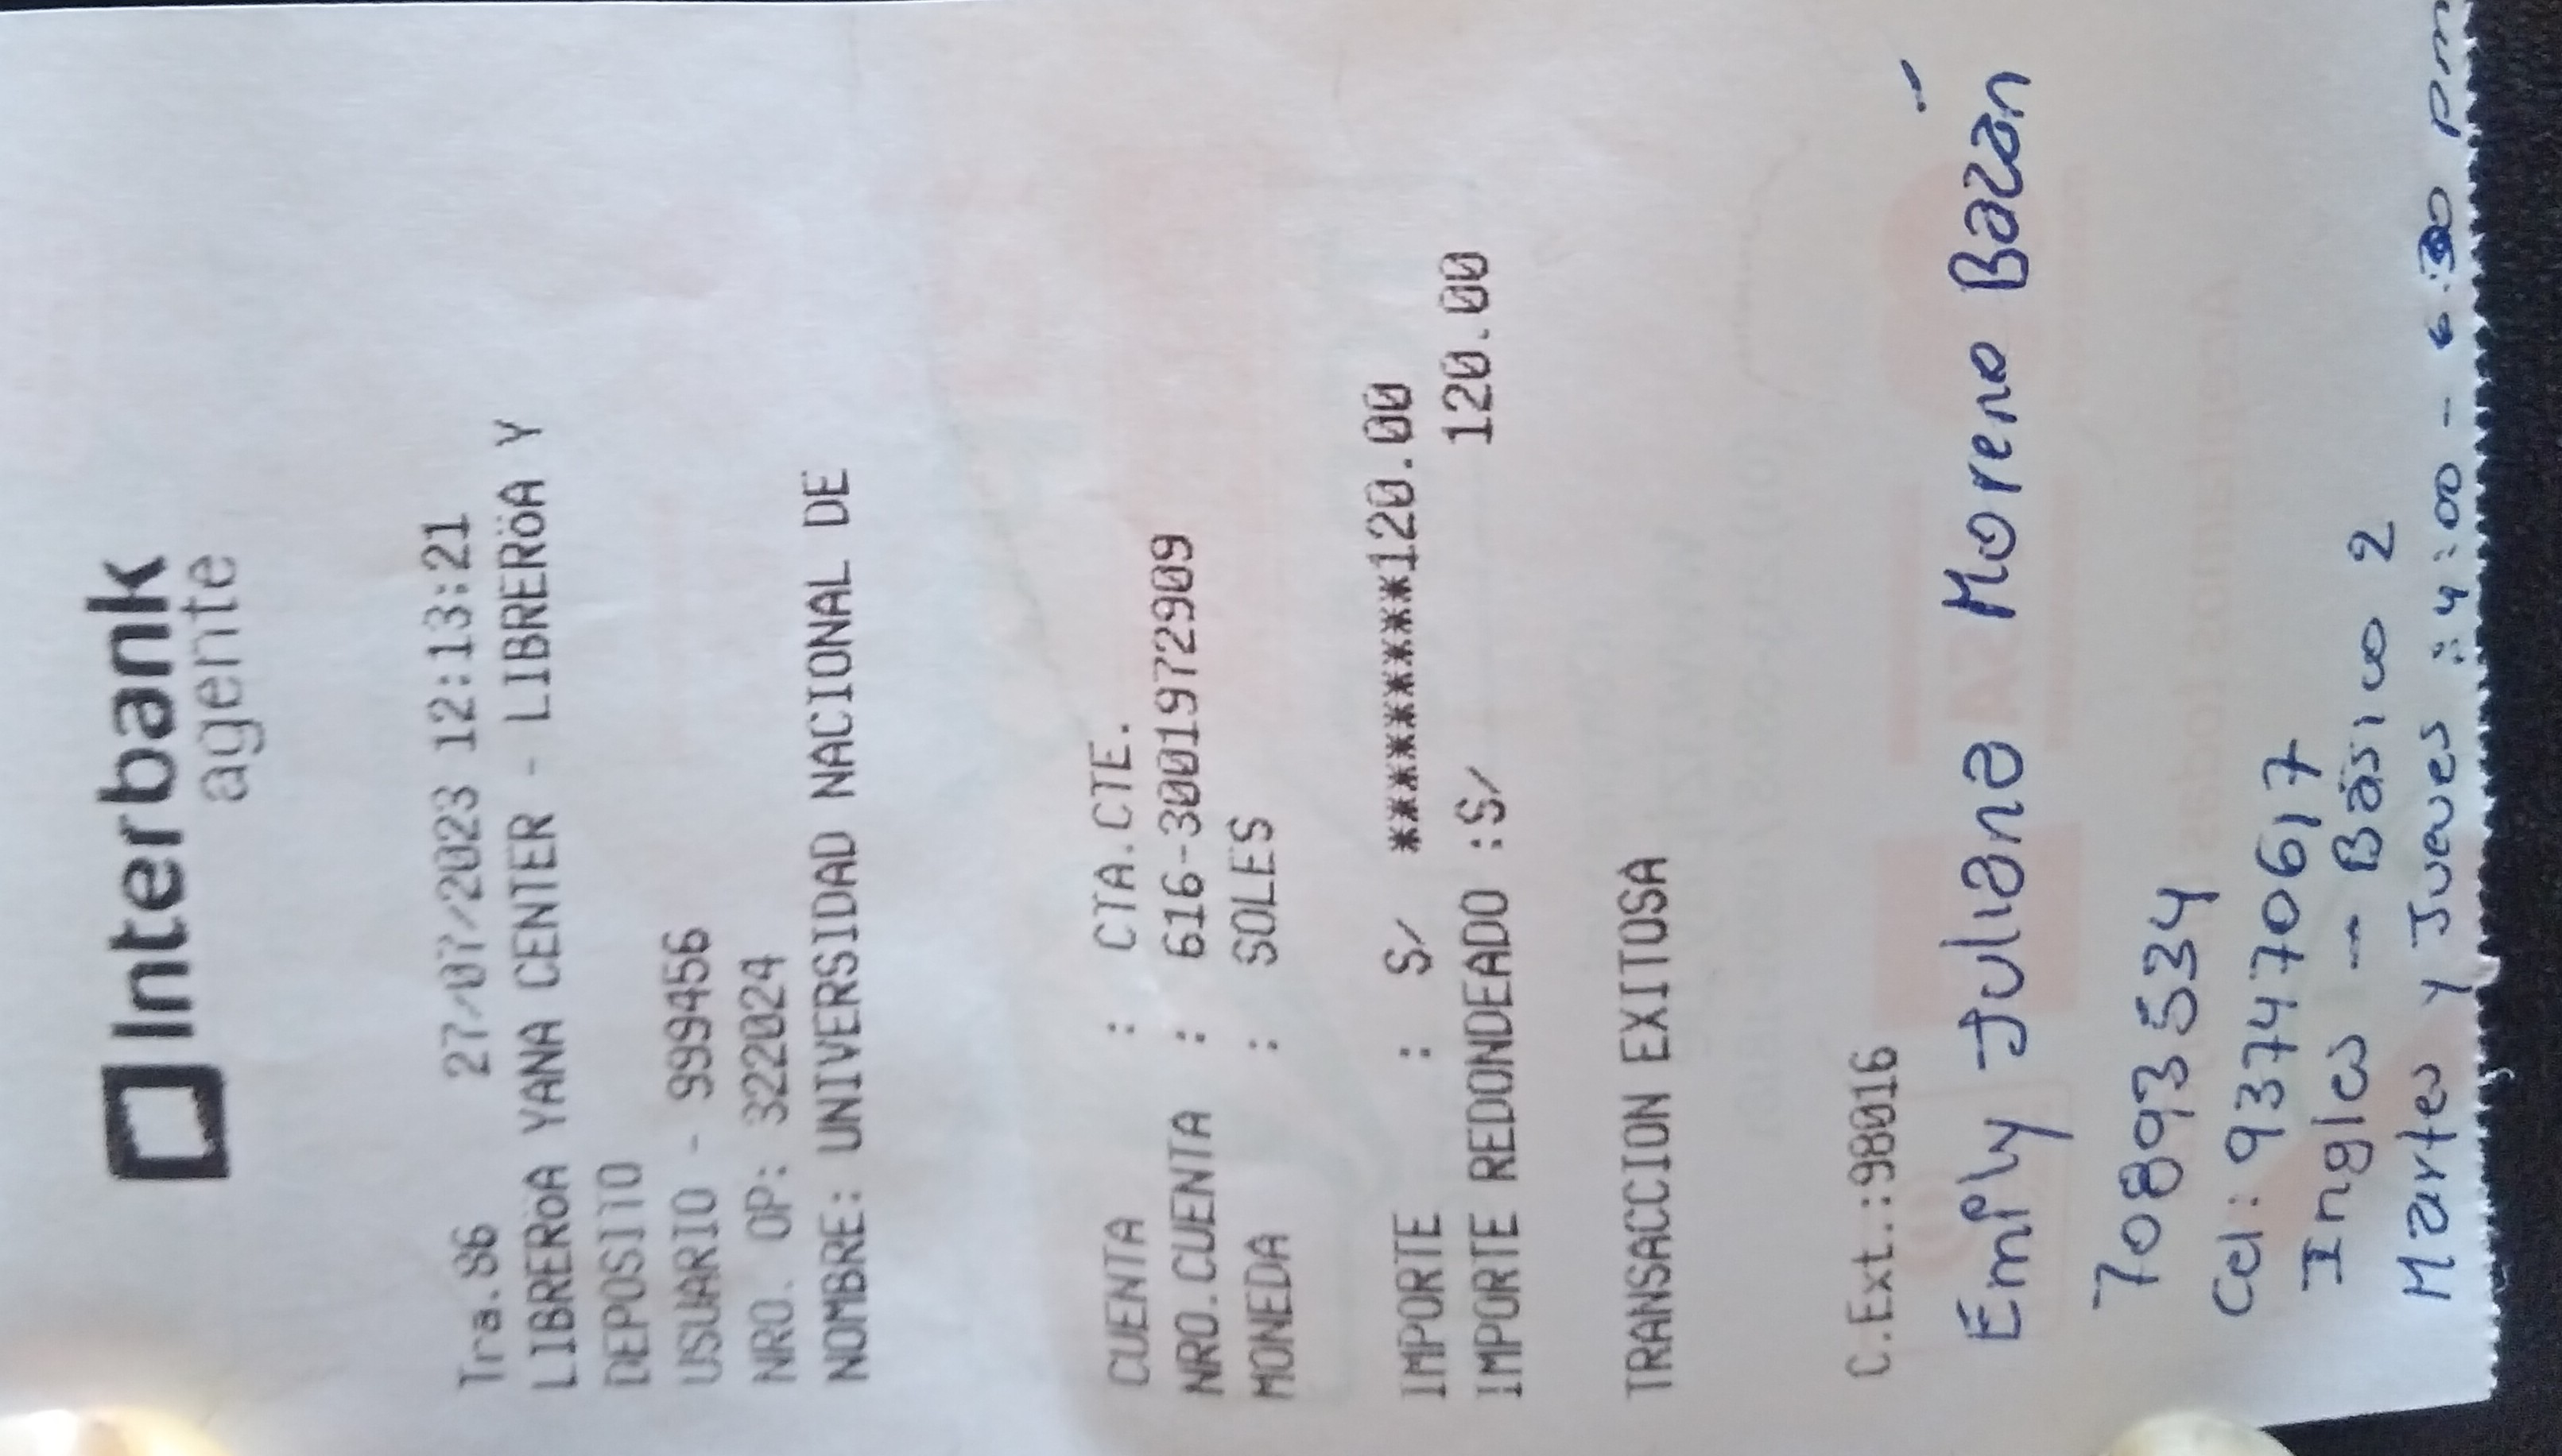 Interbank
agente
Tra.86 27/07/2023 12:13:21
LIBRERöA YANA CENTER - LIBRERöA Y
DEPOSITO
USUARIO - 999456
NRO. OP: 322024
NOMBRE: UNIVERSIDAD NACIONAL DE
CUENTA : CTA.CTE.
NRO.CUENTA : 616-3001972909
MONEDA : SOLES
IMPORTE : S/ ************120.00
IMPORTE REDONDEADO :S/ 120.00
TRANSACCION EXITOSA
C.Ext.:98016
Emily Juliana Moreno Bazán
70893534
Cel: 937470617
Ingles - Básico 2
Martes y Jueves : 4:00 - 6:30 pm